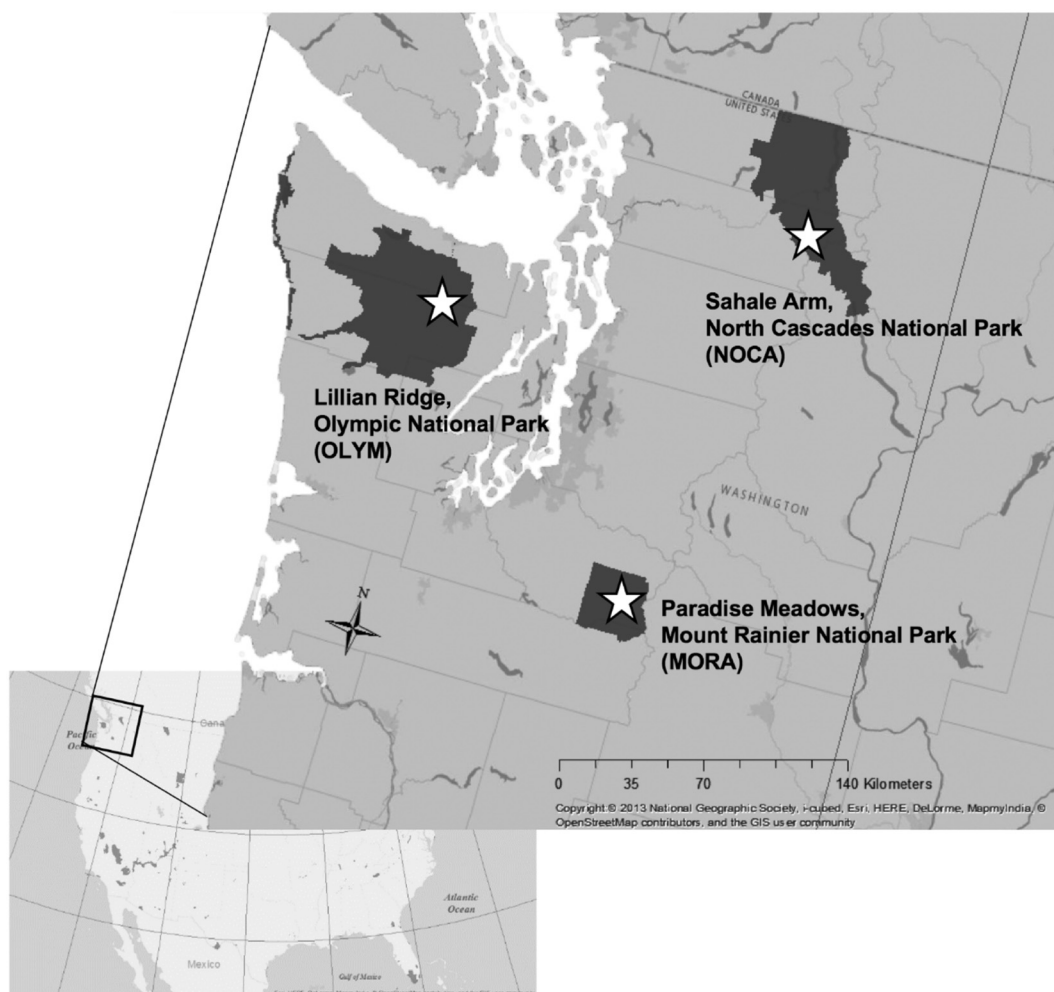 CANADA
UNITED STATES
Sahale Arm,
North Cascades National Park
(NOCA)
Lillian Ridge,
Olympic National Park
(OLYM)
WASHINGTON
N
Paradise Meadows,
Mount Rainier National Park
(MORA)
0 35 70 140 Kilometers
Copyright © 2013 National Geographic Society, i-cubed, Esri, HERE, DeLorme, MapmyIndia, ©
OpenStreetMap contributors, and the GIS user community
Cana
Pacific
Ocean
Atlantic
Ocean
Mexico
Gulf of Mexico